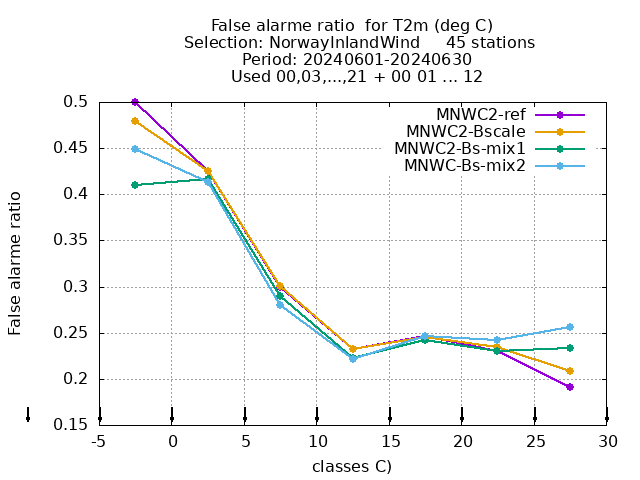 False alarme ratio  for T2m (deg C)
Selection: NorwayInlandWind     45 stations
Period: 20240601-20240630
Used 00,03,...,21 + 00 01 ... 12
MNWC2-ref
MNWC2-Bscale
MNWC2-Bs-mix1
MNWC-Bs-mix2
False alarme ratio
0.5
0.45
0.4
0.35
0.3
0.25
0.2
0.15
-5 0 5 10 15 20 25 30
classes C)